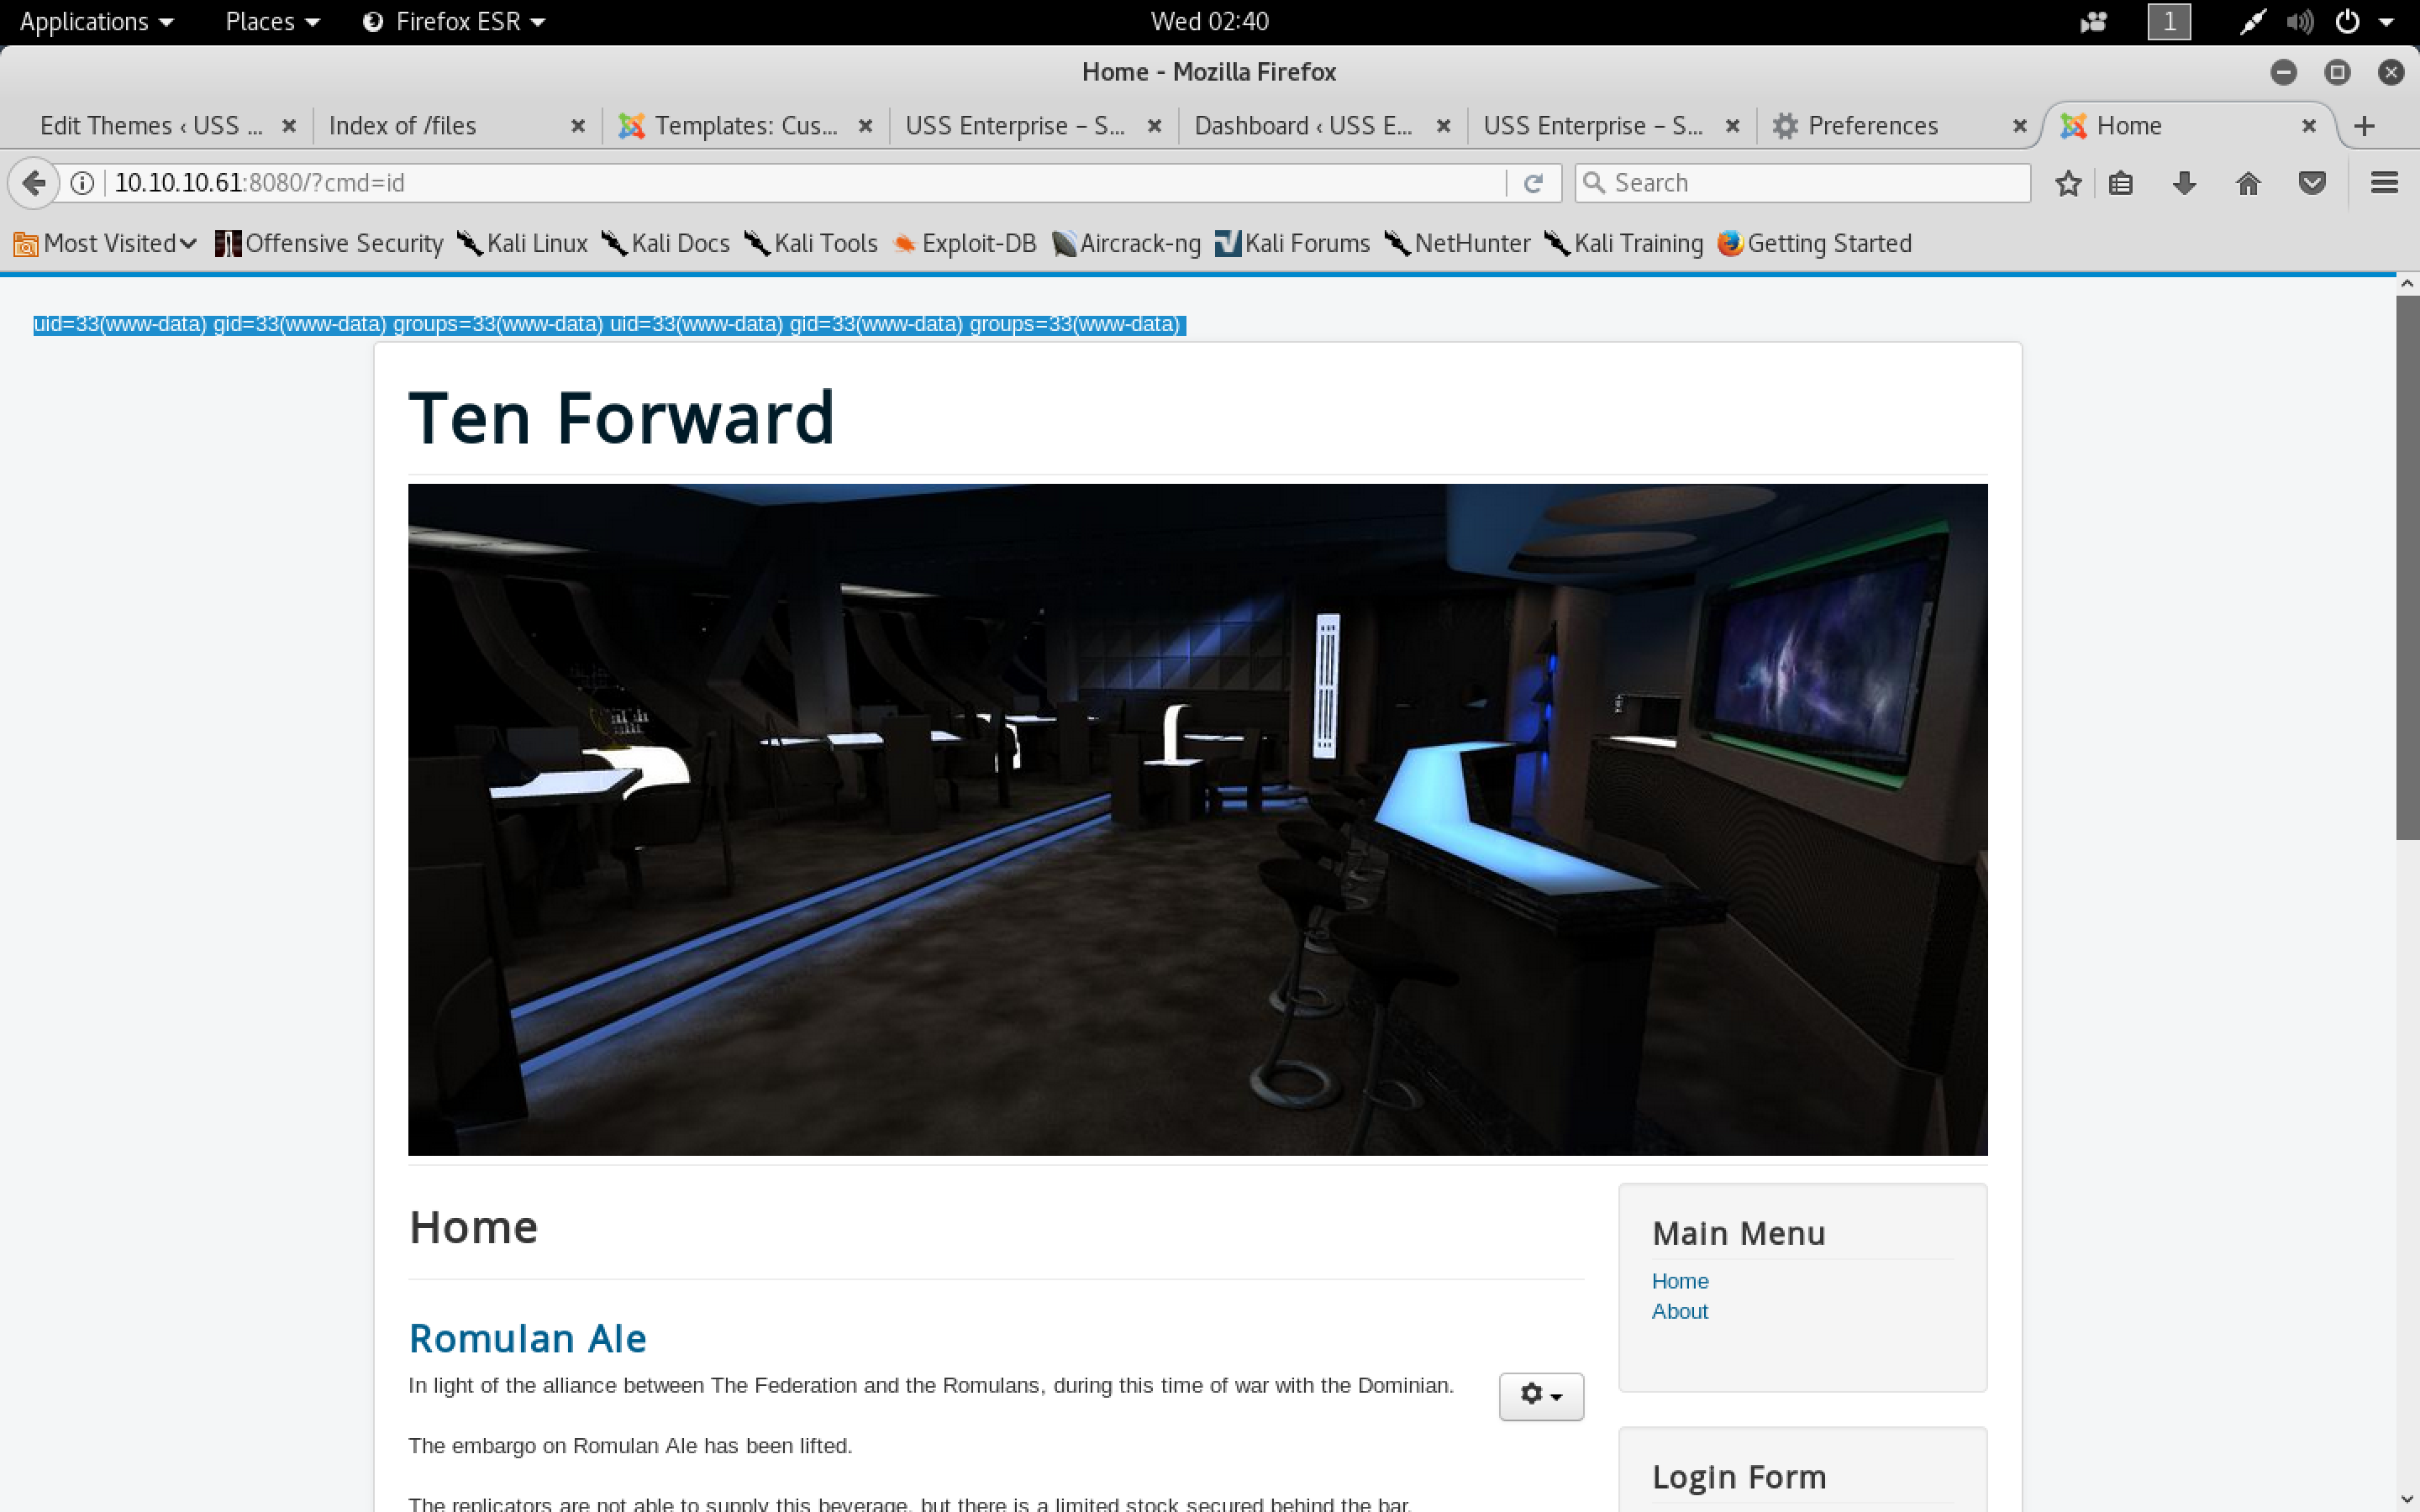 Applications Places Firefox ESR Wed 02:40 1
Home - Mozilla Firefox
Edit Themes ‹ USS ... Index of /files Templates: Cus... USS Enterprise – S... Dashboard ‹ USS E... USS Enterprise – S... Preferences Home
10.10.10.61:8080/?cmd=id Search
Most Visited Offensive Security Kali Linux Kali Docs Kali Tools Exploit-DB Aircrack-ng Kali Forums NetHunter Kali Training Getting Started
uid=33(www-data) gid=33(www-data) groups=33(www-data) uid=33(www-data) gid=33(www-data) groups=33(www-data)
Ten Forward
Home
Romulan Ale
In light of the alliance between The Federation and the Romulans, during this time of war with the Dominian.
The embargo on Romulan Ale has been lifted.
The replicators are not able to supply this beverage, but there is a limited stock secured behind the bar.
Main Menu
Home
About
Login Form